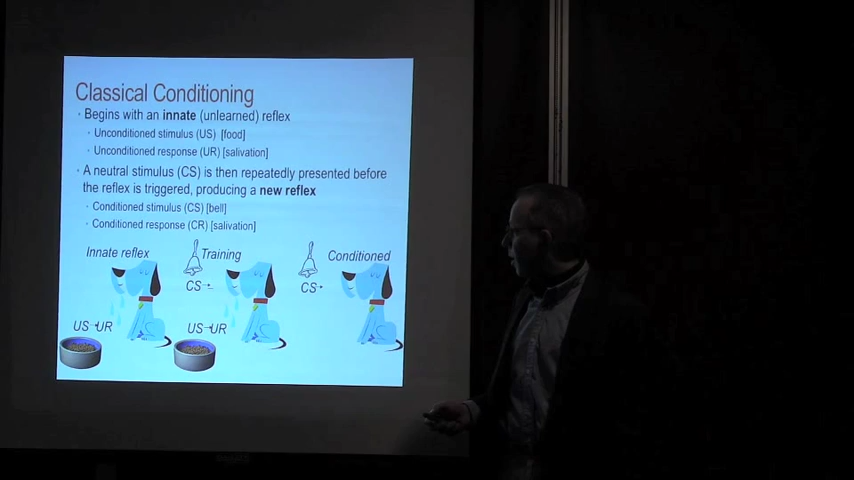 Classical Conditioning
• Begins with an innate (unlearned) reflex
• Unconditioned stimulus (US) [food]
• Unconditioned response (UR) [salivation]
• A neutral stimulus (CS) is then repeatedly presented before
the reflex is triggered, producing a new reflex
• Conditioned stimulus (CS) [bell]
• Conditioned response (CR) [salivation]
Innate reflex
Training
Conditioned
CS→
CS
US→UR
US→UR